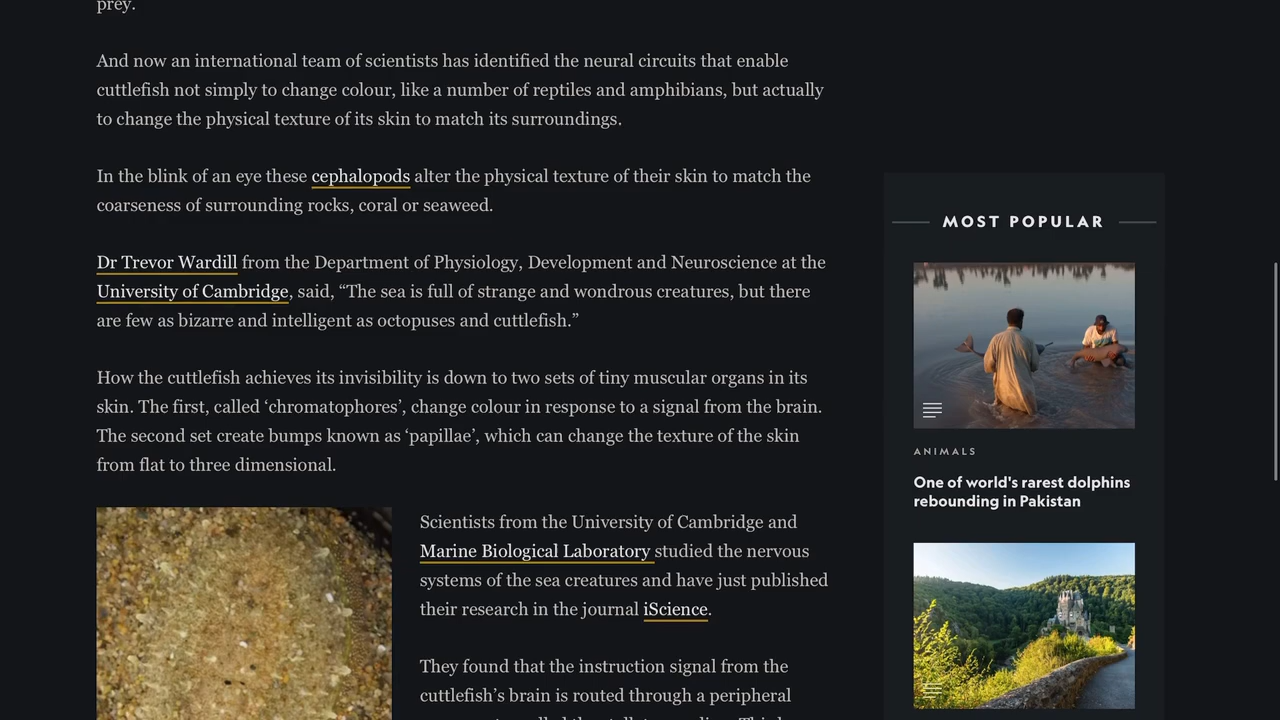 prey.
And now an international team of scientists has identified the neural circuits that enable
cuttlefish not simply to change colour, like a number of reptiles and amphibians, but actually
to change the physical texture of its skin to match its surroundings.
In the blink of an eye these cephalopods alter the physical texture of their skin to match the
coarseness of surrounding rocks, coral or seaweed.
Dr Trevor Wardill from the Department of Physiology, Development and Neuroscience at the
University of Cambridge, said, “The sea is full of strange and wondrous creatures, but there
are few as bizarre and intelligent as octopuses and cuttlefish.”
How the cuttlefish achieves its invisibility is down to two sets of tiny muscular organs in its
skin. The first, called ‘chromatophores’, change colour in response to a signal from the brain.
The second set create bumps known as ‘papillae’, which can change the texture of the skin
from flat to three dimensional.
Scientists from the University of Cambridge and
Marine Biological Laboratory studied the nervous
systems of the sea creatures and have just published
their research in the journal iScience.
They found that the instruction signal from the
cuttlefish’s brain is routed through a peripheral
MOST POPULAR
ANIMALS
One of world's rarest dolphins
rebounding in Pakistan